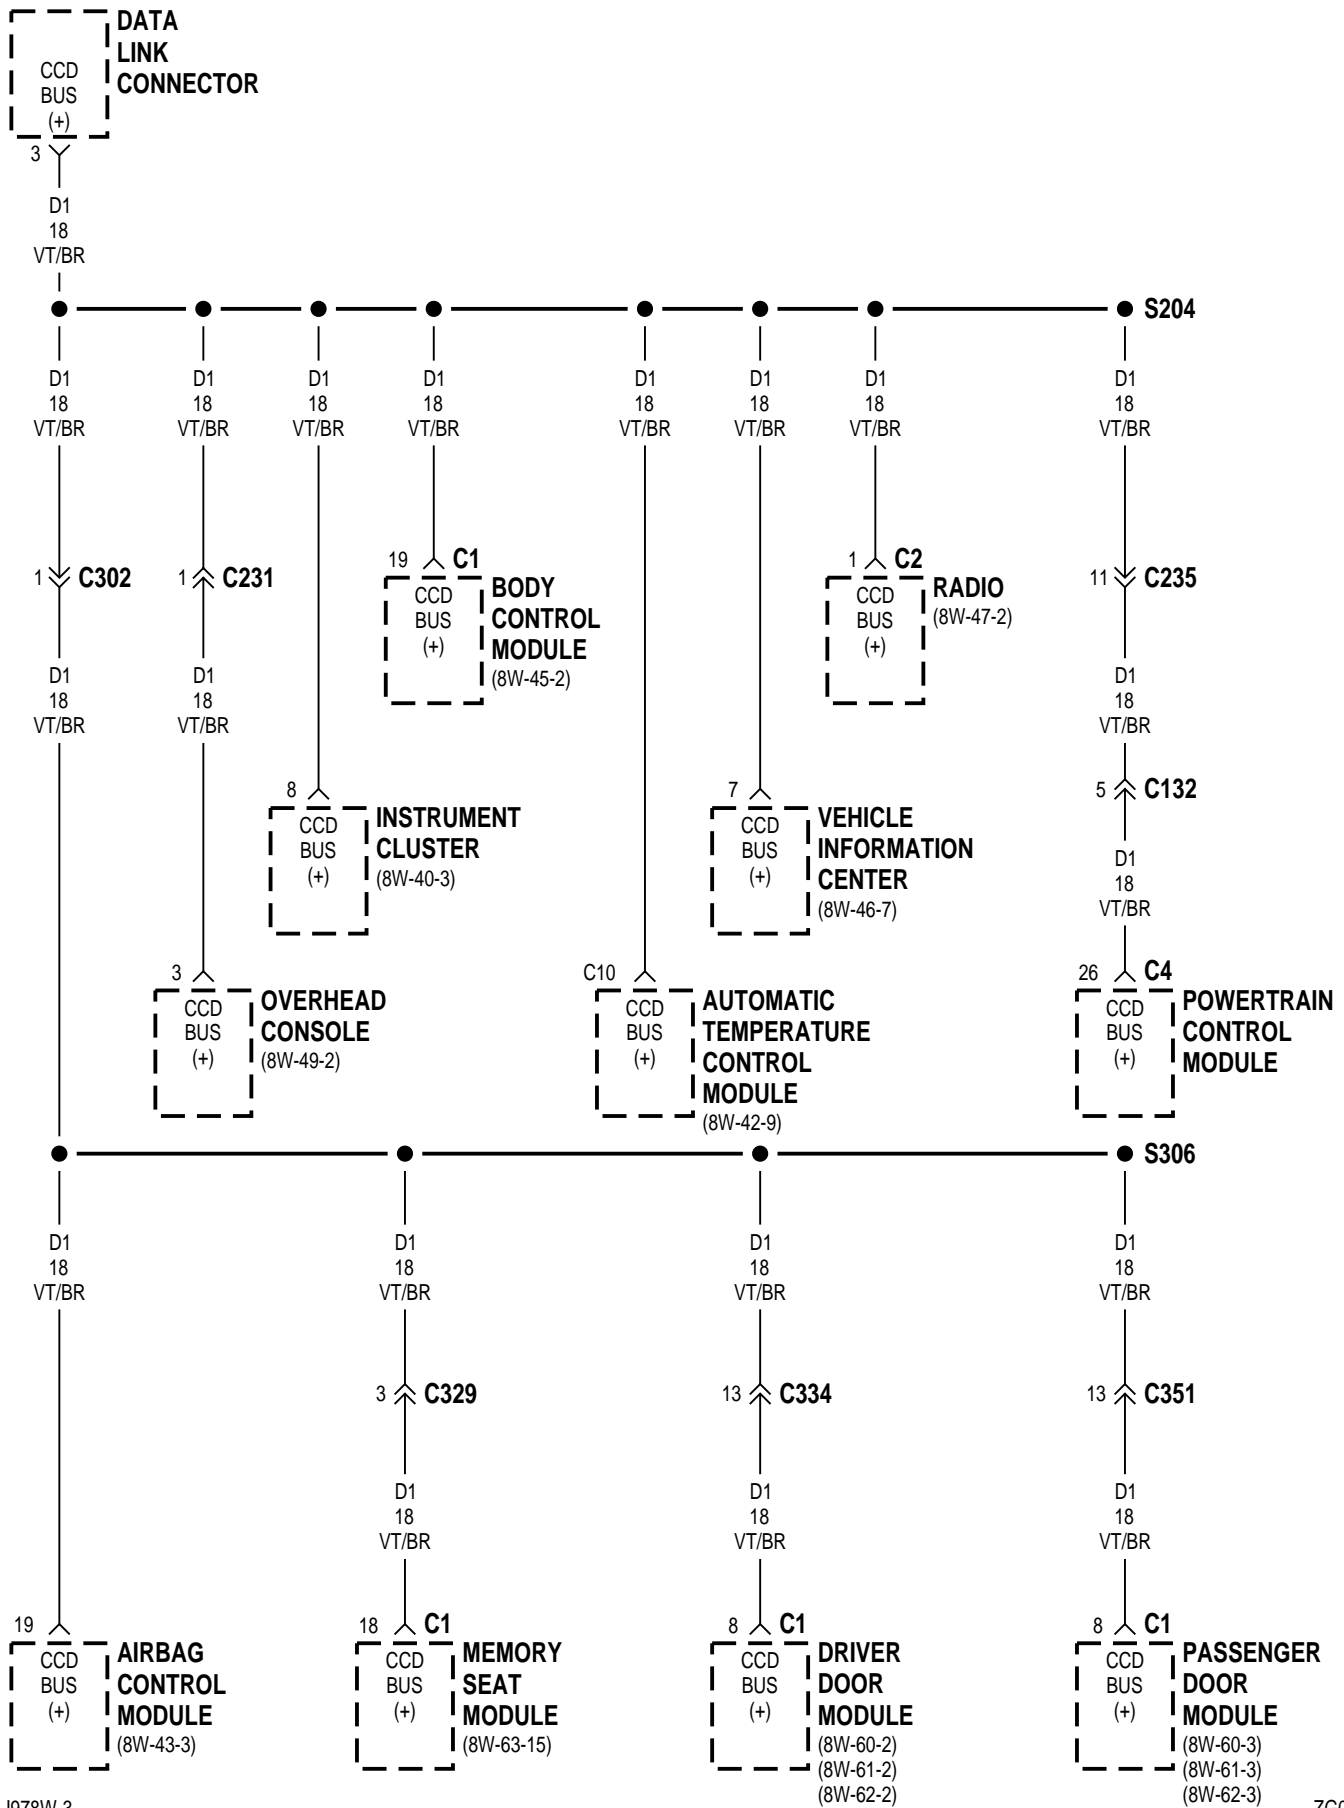 DATA
LINK
CONNECTOR
CCD
BUS
(+)
3
D1
18
VT/BR
S204
D1 D1 D1 D1 D1 D1 D1 D1
18 18 18 18 18 18 18 18
VT/BR VT/BR VT/BR VT/BR VT/BR VT/BR VT/BR VT/BR
1 C302
1 C231
19 C1
CCD
BUS
(+)
BODY
CONTROL
MODULE
(8W-45-2)
1 C2
CCD
BUS
(+)
RADIO
(8W-47-2)
11 C235
D1 D1 D1
18 18 18
VT/BR VT/BR VT/BR
8
CCD
BUS
(+)
INSTRUMENT
CLUSTER
(8W-40-3)
7
CCD
BUS
(+)
VEHICLE
INFORMATION
CENTER
(8W-46-7)
5 C132
D1
18
VT/BR
3
CCD
BUS
(+)
OVERHEAD
CONSOLE
(8W-49-2)
C10
CCD
BUS
(+)
AUTOMATIC
TEMPERATURE
CONTROL
MODULE
(8W-42-9)
26 C4
CCD
BUS
(+)
POWERTRAIN
CONTROL
MODULE
S306
D1 D1 D1 D1
18 18 18 18
VT/BR VT/BR VT/BR VT/BR
3 C329
13 C334
13 C351
D1 D1 D1
18 18 18
VT/BR VT/BR VT/BR
19
CCD
BUS
(+)
AIRBAG
CONTROL
MODULE
(8W-43-3)
18 C1
CCD
BUS
(+)
MEMORY
SEAT
MODULE
(8W-63-15)
8 C1
CCD
BUS
(+)
DRIVER
DOOR
MODULE
(8W-60-2)
(8W-61-2)
(8W-62-2)
8 C1
CCD
BUS
(+)
PASSENGER
DOOR
MODULE
(8W-60-3)
(8W-61-3)
(8W-62-3)